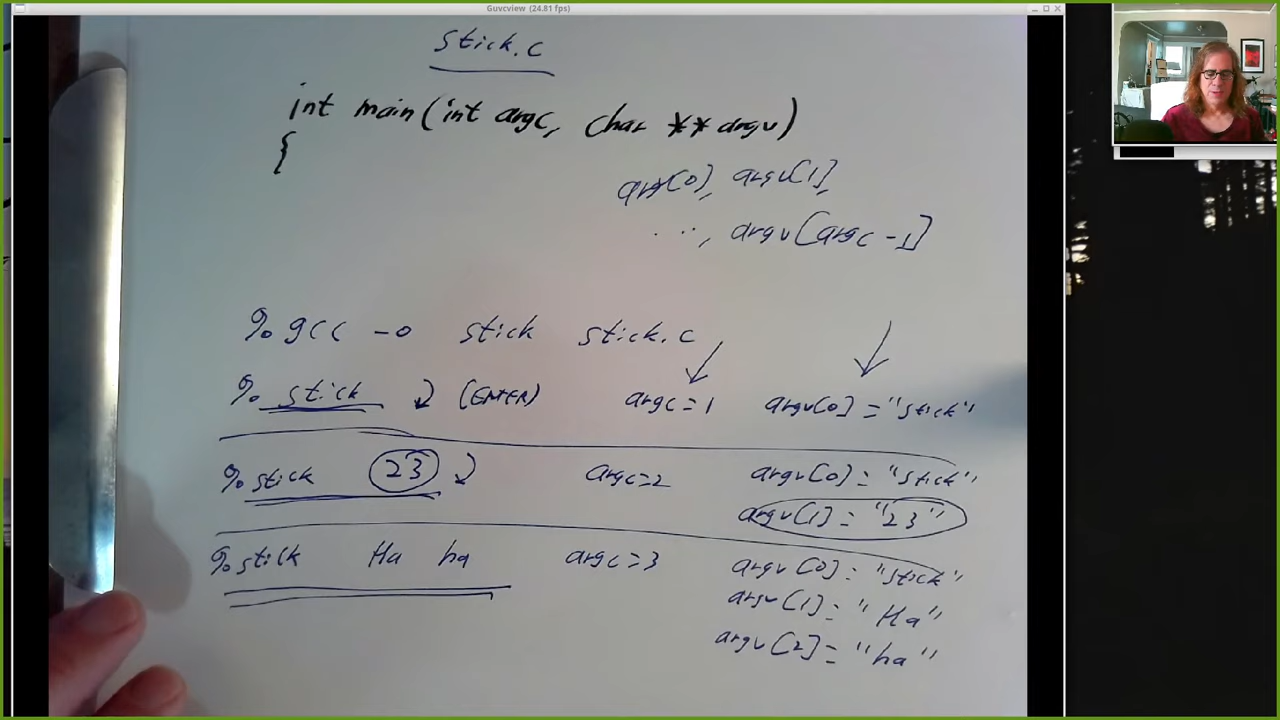 Guvcview (24.81 fps)
stick.c
int main(int argc, char ** argv)
{
argv[0], argv[1],
..., argv[argc -1]
% gcc -o stick stick.c
% stick (ENTER) argc=1 argv[0]="stick"
% stick 23 argc=2 argv[0]="stick"
argv[1]="23"
% stick Ha ha argc=3 argv[0]="stick"
argv[1]="Ha"
argv[2]="ha"